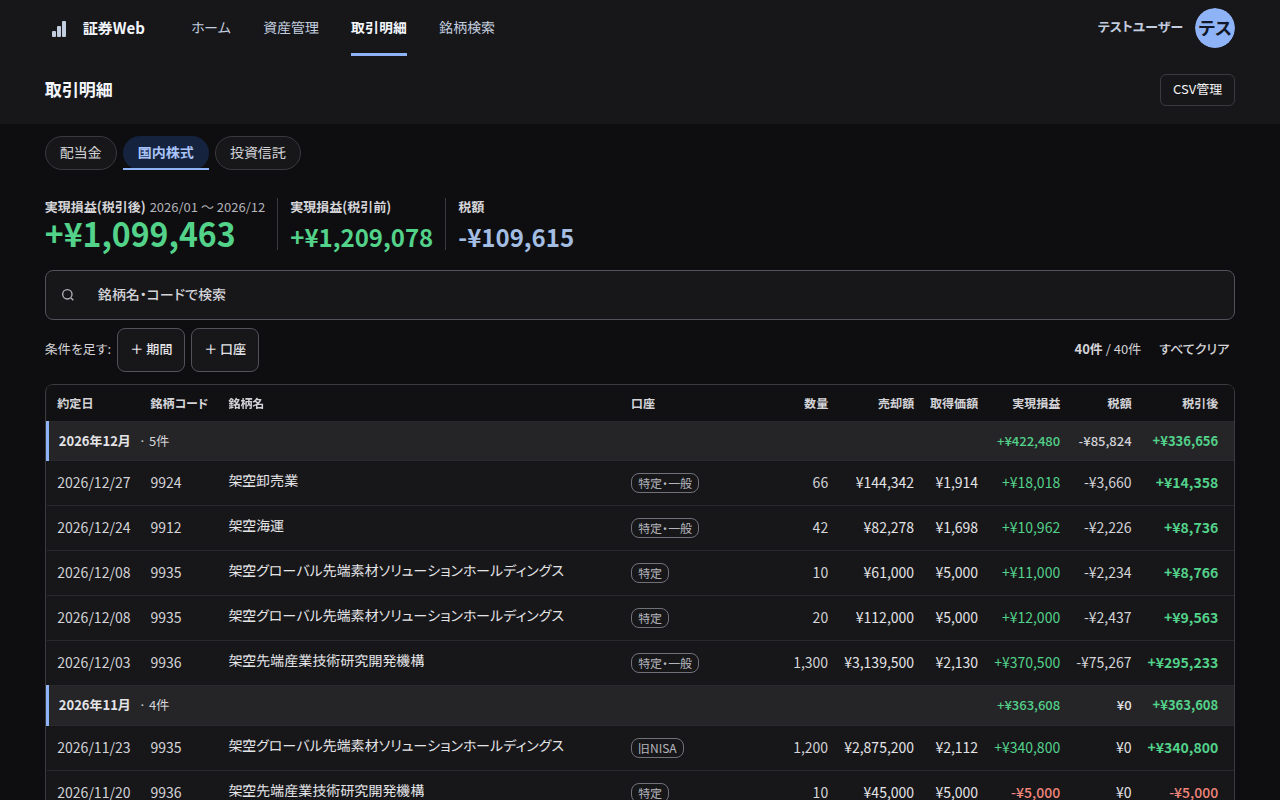 証券Web ホーム 資産管理 取引明細 銘柄検索 テストユーザー テス
取引明細 CSV管理
配当金 国内株式 投資信託
実現損益(税引後) 2026/01 〜 2026/12 実現損益(税引前) 税額
+¥1,099,463 +¥1,209,078 -¥109,615
銘柄名・コードで検索
条件を足す: ＋ 期間 ＋ 口座 40件 / 40件 すべてクリア
約定日 銘柄コード 銘柄名 口座 数量 売却額 取得価額 実現損益 税額 税引後
2026年12月 · 5件 +¥422,480 -¥85,824 +¥336,656
2026/12/27 9924 架空卸売業 特定・一般 66 ¥144,342 ¥1,914 +¥18,018 -¥3,660 +¥14,358
2026/12/24 9912 架空海運 特定・一般 42 ¥82,278 ¥1,698 +¥10,962 -¥2,226 +¥8,736
2026/12/08 9935 架空グローバル先端素材ソリューションホールディングス 特定 10 ¥61,000 ¥5,000 +¥11,000 -¥2,234 +¥8,766
2026/12/08 9935 架空グローバル先端素材ソリューションホールディングス 特定 20 ¥112,000 ¥5,000 +¥12,000 -¥2,437 +¥9,563
2026/12/03 9936 架空先端産業技術研究開発機構 特定・一般 1,300 ¥3,139,500 ¥2,130 +¥370,500 -¥75,267 +¥295,233
2026年11月 · 4件 +¥363,608 ¥0 +¥363,608
2026/11/23 9935 架空グローバル先端素材ソリューションホールディングス 旧NISA 1,200 ¥2,875,200 ¥2,112 +¥340,800 ¥0 +¥340,800
2026/11/20 9936 架空先端産業技術研究開発機構 特定 10 ¥45,000 ¥5,000 -¥5,000 ¥0 -¥5,000